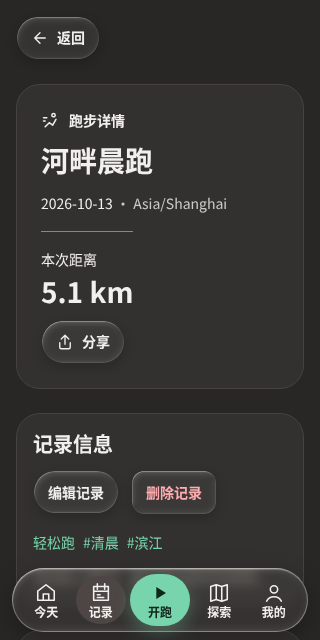 返回
跑步详情
河畔晨跑
2026-10-13 • Asia/Shanghai
本次距离
5.1 km
分享
记录信息
编辑记录 删除记录
轻松跑 #清晨 #滨江
今天 记录 开跑 探索 我的